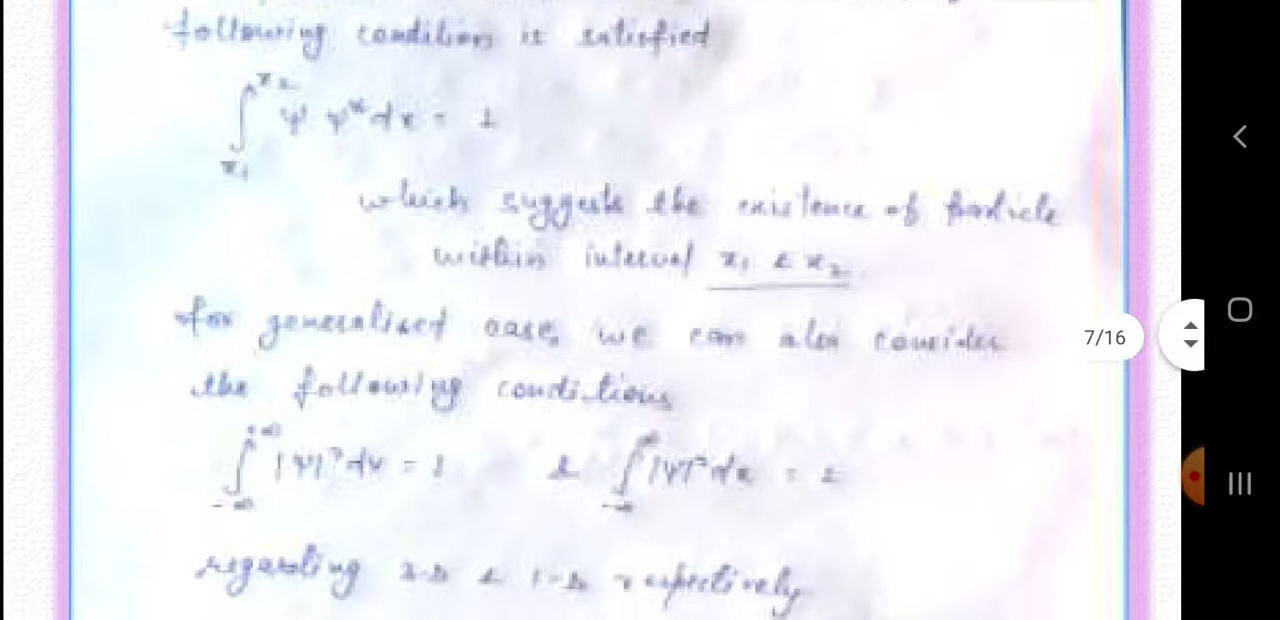 following condition is satisfied
∫_{x₁}^{x₂} ψ ψ* dx = 1
which suggests the existence of particle
within interval x₁ & x₂.
for generalised case, we can also consider
the following conditions
∫_{-∞}^{+∞} |ψ|² dv = 1 & ∫_{-∞}^{∞} |ψ|² dx = 1
regarding 3-D & 1-D respectively
7/16